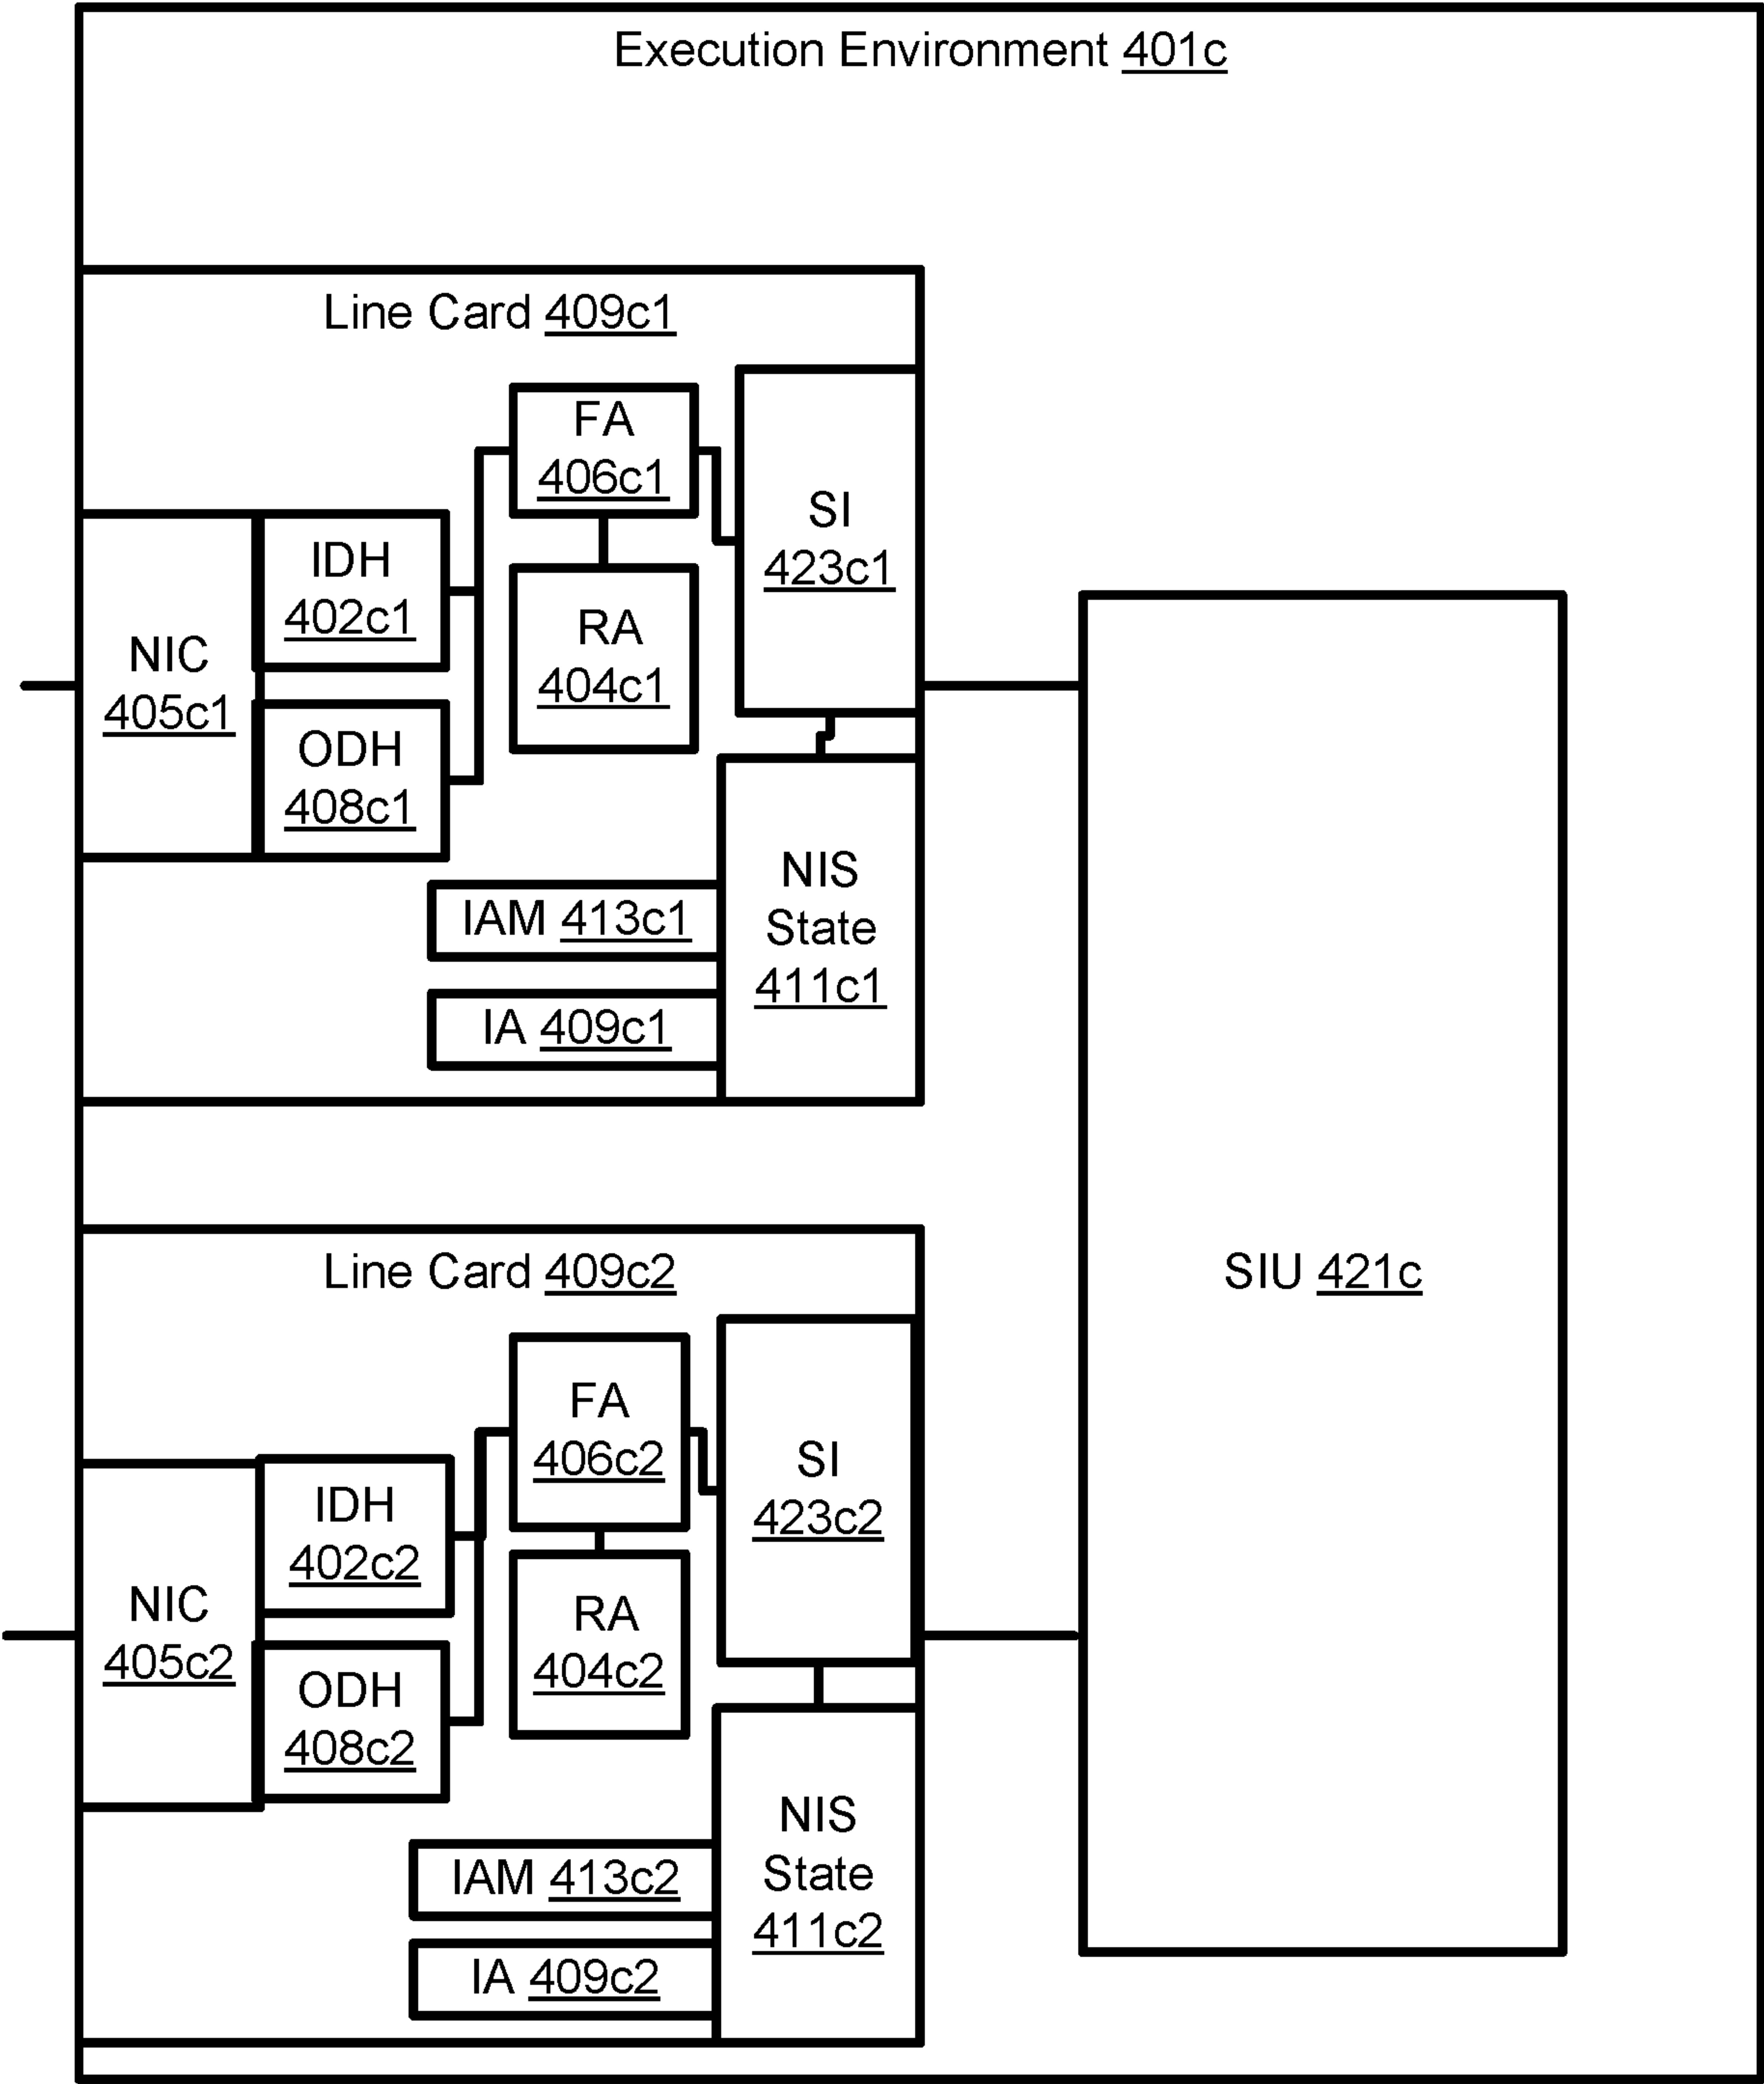 Execution Environment 401c
Line Card 409c1
FA
406c1
SI
423c1
IDH
402c1
RA
404c1
NIC
405c1
ODH
408c1
NIS
State
411c1
IAM 413c1
IA 409c1
SIU 421c
Line Card 409c2
FA
406c2
SI
423c2
IDH
402c2
RA
404c2
NIC
405c2
ODH
408c2
NIS
State
411c2
IAM 413c2
IA 409c2